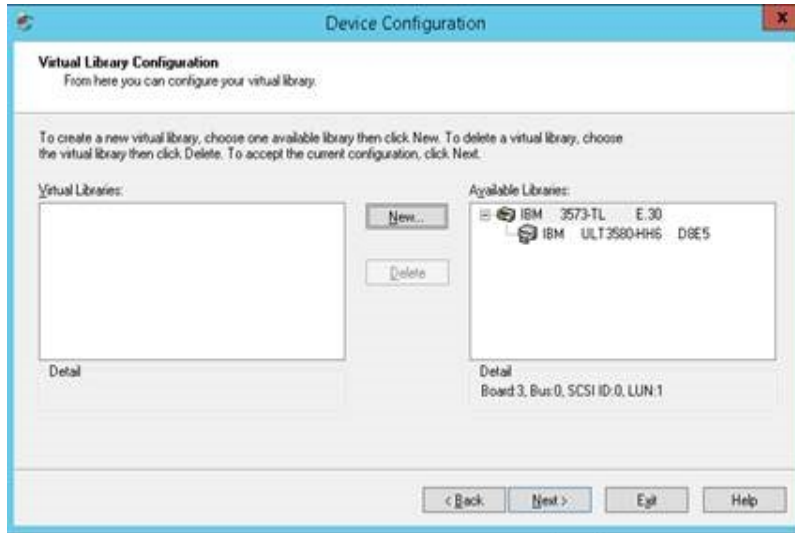 Device Configuration
x
Virtual Library Configuration
From here you can configure your virtual library.
To create a new virtual library, choose one available library then click New. To delete a virtual library, choose
the virtual library then click Delete. To accept the current configuration, click Next.
Virtual Libraries:
Available Libraries:
New...
Delete
IBM 3573-TL E.30
IBM ULT3580-HH6 D8E5
Detail
Detail
Board:3, Bus:0, SCSI ID:0, LUN:1
< Back
Next >
Exit
Help